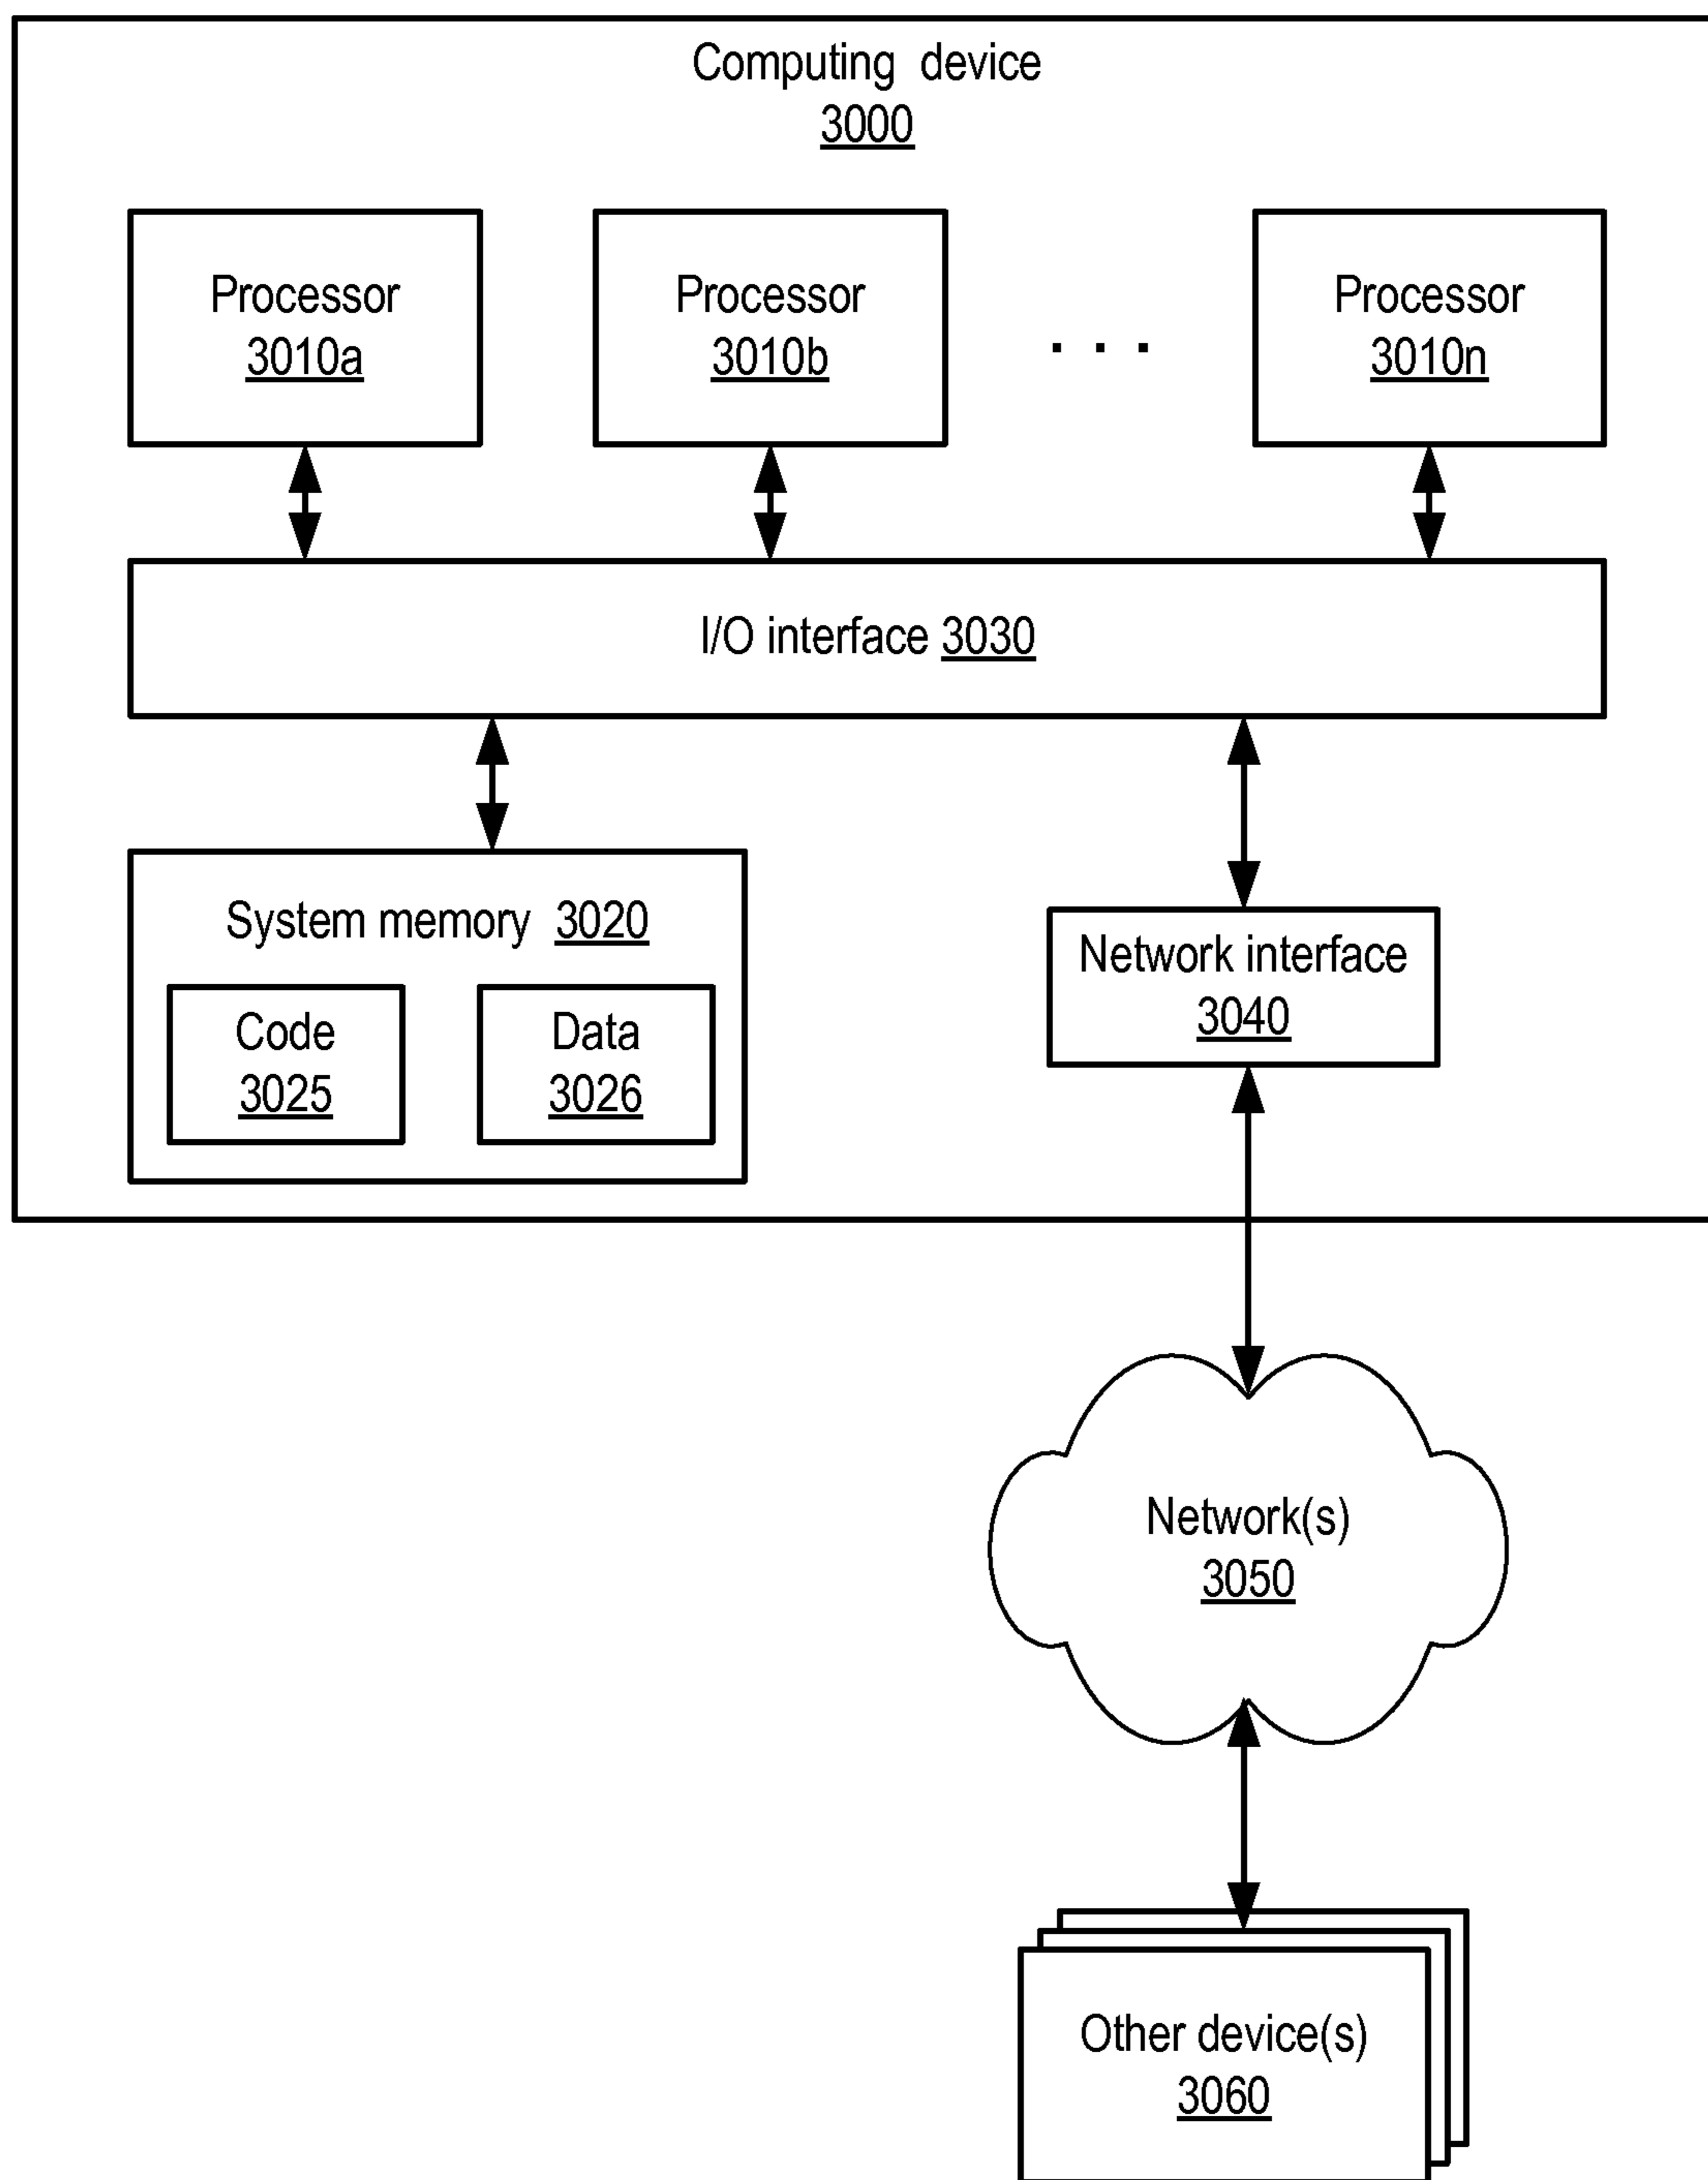 Computing device
3000
Processor
3010a
Processor
3010b
. . .
Processor
3010n
I/O interface 3030
System memory 3020
Code
3025
Data
3026
Network interface
3040
Network(s)
3050
Other device(s)
3060